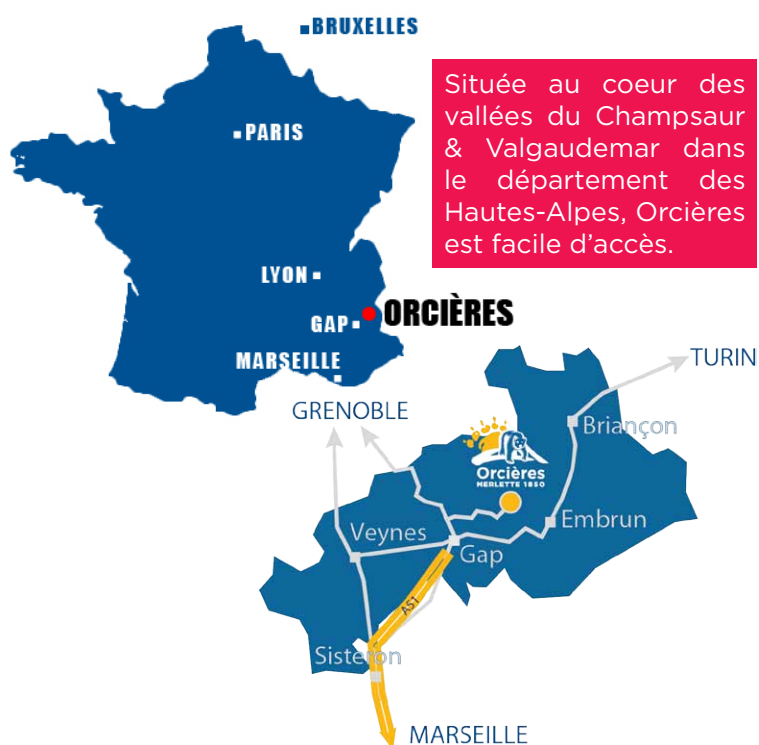 BRUXELLES
Située au coeur des
vallées du Champsaur
& Valgaudemar dans
le département des
Hautes-Alpes, Orcières
est facile d'accès.
PARIS
LYON
ORCIÈRES
GAP
MARSEILLE
TURIN
GRENOBLE
Briançon
Orcières
MERLETTE 1850
Embrun
Veynes
Gap
A51
Sisteron
MARSEILLE